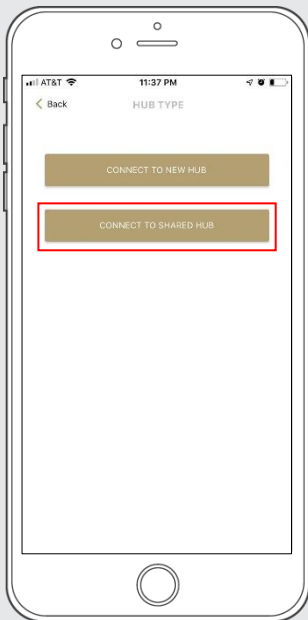 AT&T 11:37 PM
Back HUB TYPE
CONNECT TO NEW HUB
CONNECT TO SHARED HUB